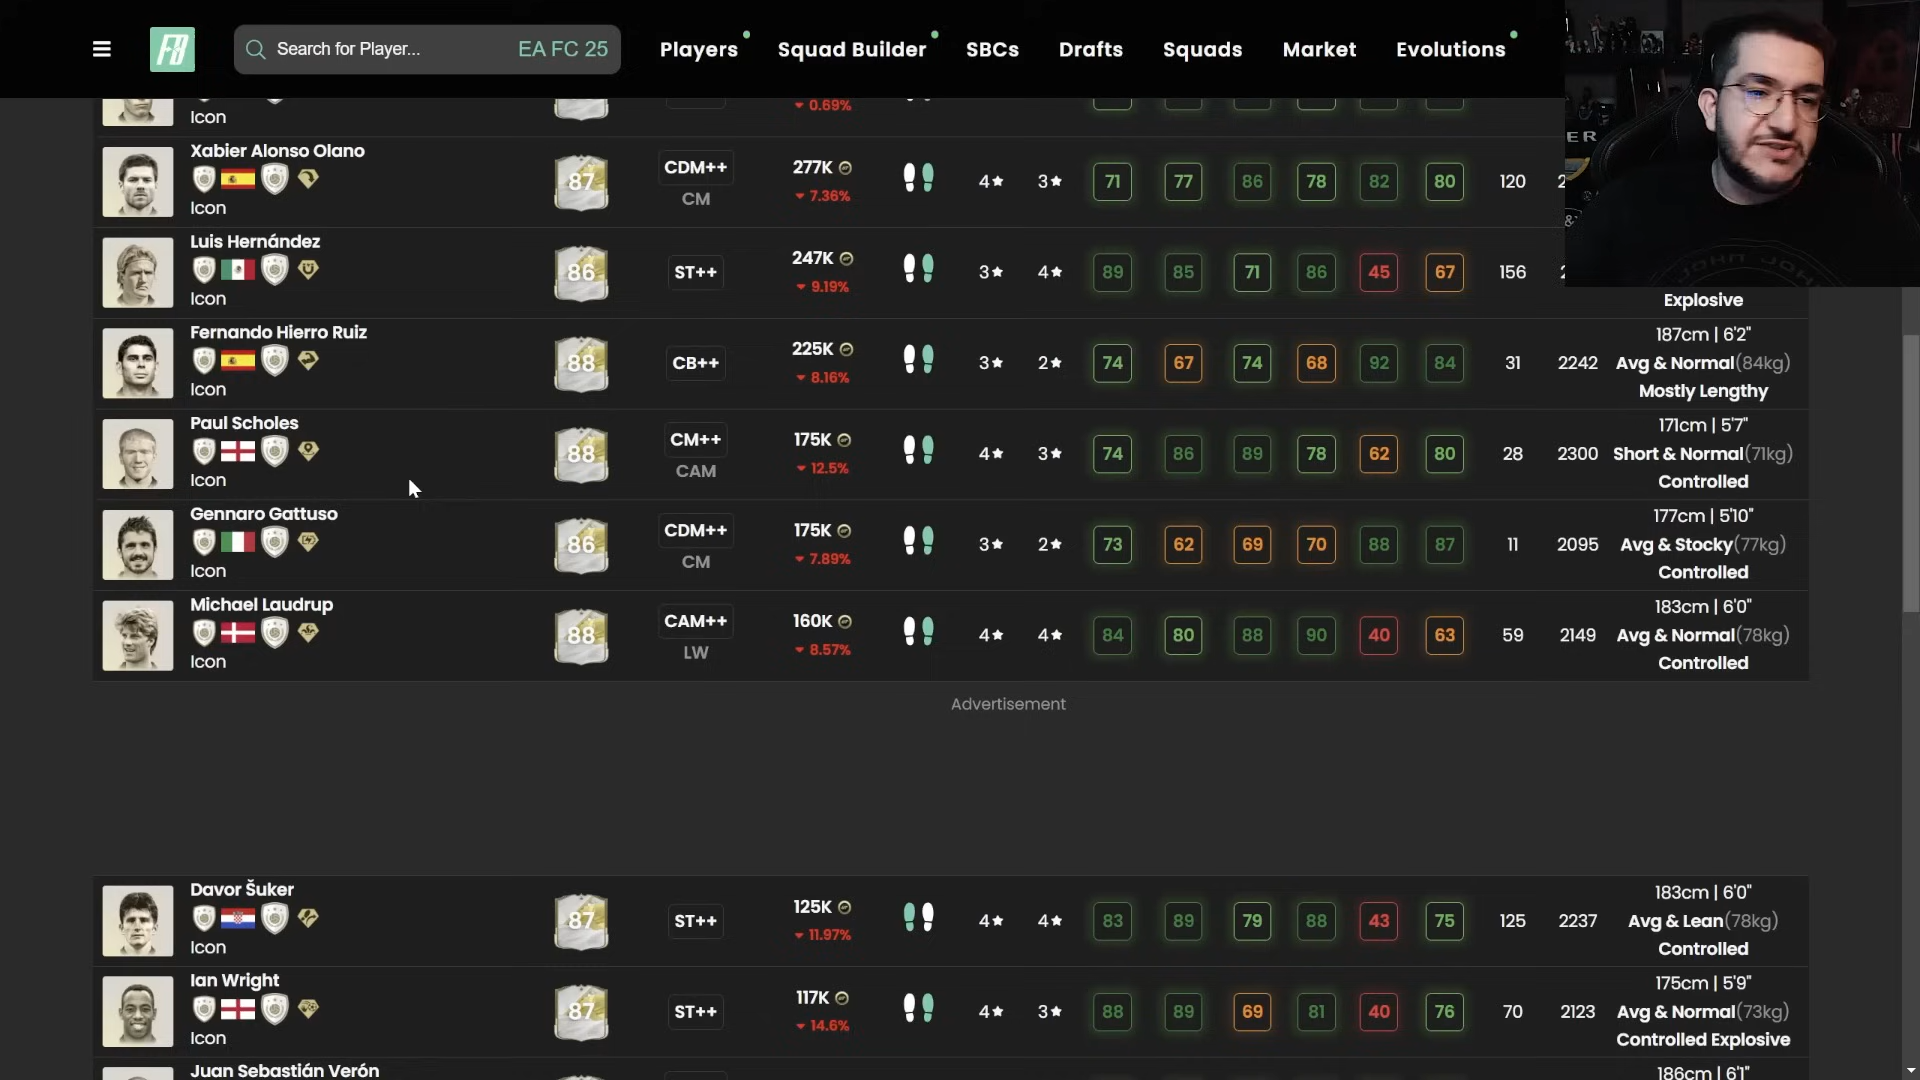 FB Search for Player... EA FC 25 Players Squad Builder SBCs Drafts Squads Market Evolutions
Icon 0.69%
Xabier Alonso Olano
Icon 87 CDM++ CM 277K 7.36% 4★ 3★ 71 77 86 78 82 80 120
Luis Hernández
Icon 86 ST++ 247K 9.19% 3★ 4★ 89 85 71 86 45 67 156 Explosive
Fernando Hierro Ruiz
Icon 88 CB++ 225K 8.16% 3★ 2★ 74 67 74 68 92 84 31 2242 187cm | 6'2" Avg & Normal(84kg) Mostly Lengthy
Paul Scholes
Icon 88 CM++ CAM 175K 12.5% 4★ 3★ 74 86 89 78 62 80 28 2300 171cm | 5'7" Short & Normal(71kg) Controlled
Gennaro Gattuso
Icon 86 CDM++ CM 175K 7.89% 3★ 2★ 73 62 69 70 88 87 11 2095 177cm | 5'10" Avg & Stocky(77kg) Controlled
Michael Laudrup
Icon 88 CAM++ LW 160K 8.57% 4★ 4★ 84 80 88 90 40 63 59 2149 183cm | 6'0" Avg & Normal(78kg) Controlled
Advertisement
Davor Šuker
Icon 87 ST++ 125K 11.97% 4★ 4★ 83 89 79 88 43 75 125 2237 183cm | 6'0" Avg & Lean(78kg) Controlled
Ian Wright
Icon 87 ST++ 117K 14.6% 4★ 3★ 88 89 69 81 40 76 70 2123 175cm | 5'9" Avg & Normal(73kg) Controlled Explosive
Juan Sebastián Verón 186cm | 6'1"